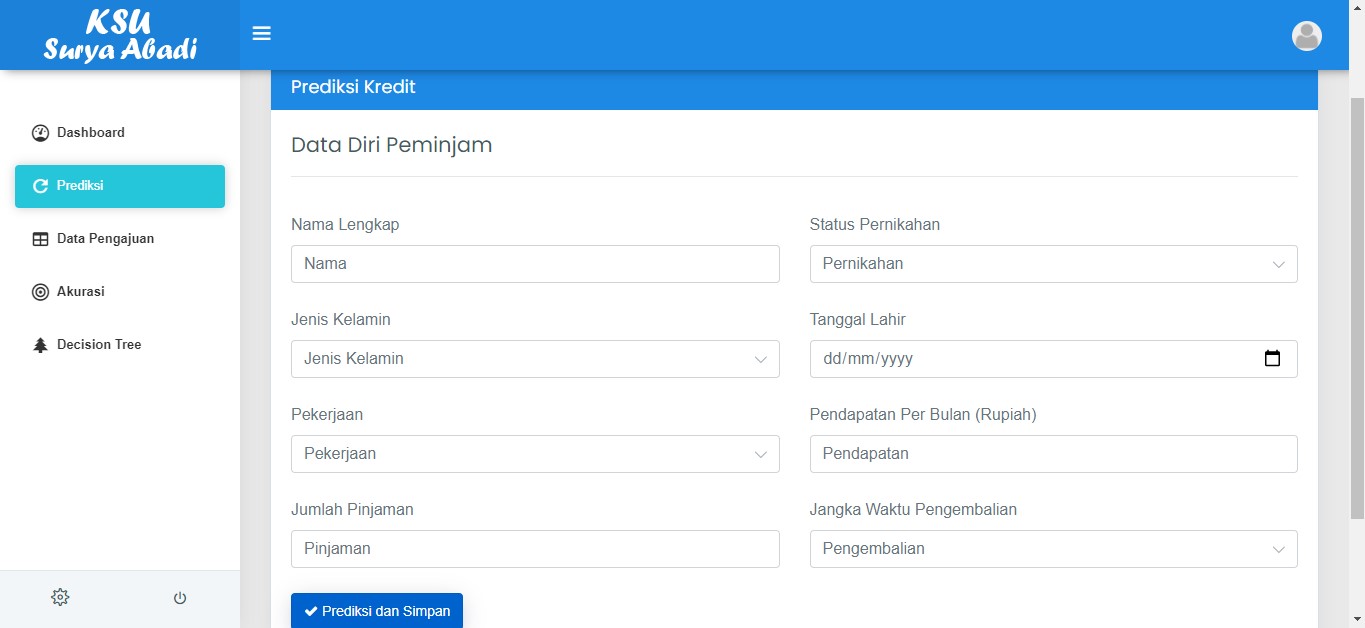 KSU
Surya Abadi
Dashboard
Prediksi
Data Pengajuan
Akurasi
Decision Tree
Prediksi Kredit
Data Diri Peminjam
Nama Lengkap
Nama
Status Pernikahan
Pernikahan
Jenis Kelamin
Jenis Kelamin
Tanggal Lahir
dd/mm/yyyy
Pekerjaan
Pekerjaan
Pendapatan Per Bulan (Rupiah)
Pendapatan
Jumlah Pinjaman
Pinjaman
Jangka Waktu Pengembalian
Pengembalian
Prediksi dan Simpan